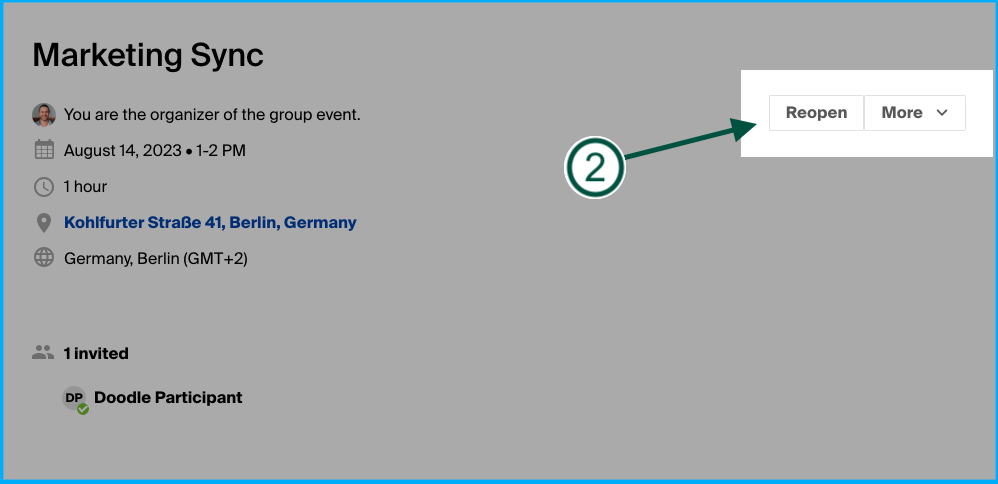 Marketing Sync
You are the organizer of the group event.
August 14, 2023 • 1-2 PM
1 hour
Kohlfurter Straße 41, Berlin, Germany
Germany, Berlin (GMT+2)
1 invited
DP Doodle Participant
Reopen More
2